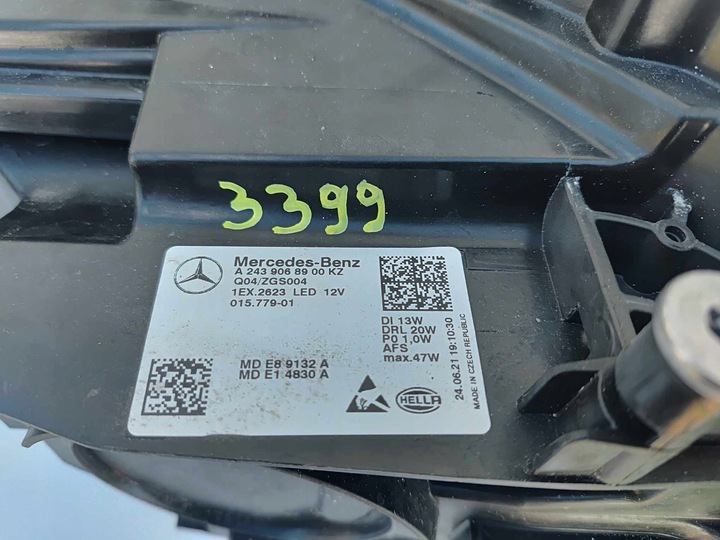 3399
Mercedes-Benz
A 243 906 89 00 KZ
Q04/ZGS004
1EX.2623 LED 12V
015.779-01
DI 13W
DRL 20W
P0 1,0W
AFS
max.47W
MD E8 9132 A
MD E1 4830 A
HELLA
24.06.21 19:10:30
MADE IN CZECH REPUBLIC